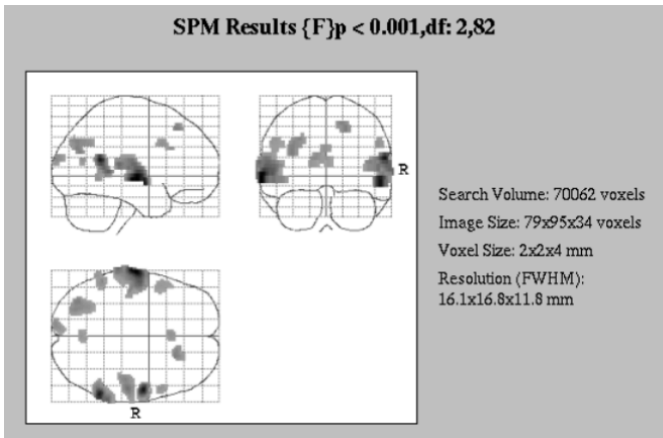 SPM Results {F}p < 0.001,df: 2,82
R
Search Volume: 70062 voxels
Image Size: 79x95x34 voxels
Voxel Size: 2x2x4 mm
Resolution (FWHM):
16.1x16.8x11.8 mm
R